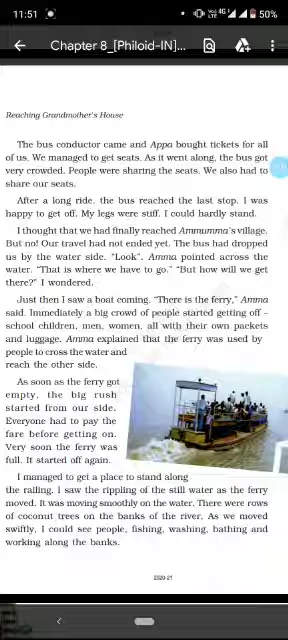 11:51
Vo) 4G
LTE
50%
Chapter 8_[Philoid-IN]...
Reaching Grandmother's House
The bus conductor came and Appa bought tickets for all
of us. We managed to get seats. As it went along, the bus got
very crowded. People were sharing the seats. We also had to
share our seats.
After a long ride, the bus reached the last stop. I was
happy to get off. My legs were stiff. I could hardly stand.
I thought that we had finally reached Ammumma's village.
But no! Our travel had not ended yet. The bus had dropped
us by the water side. "Look", Amma pointed across the
water. "That is where we have to go." "But how will we get
there?" I wondered.
Just then I saw a boat coming. "There is the ferry," Amma
said. Immediately a big crowd of people started getting off –
school children, men, women, all with their own packets
and luggage. Amma explained that the ferry was used by
people to cross the water and
reach the other side.
As soon as the ferry got
empty, the big rush
started from our side.
Everyone had to pay the
fare before getting on.
Very soon the ferry was
full. It started off again.
I managed to get a place to stand along
the railing. I saw the rippling of the still water as the ferry
moved. It was moving smoothly on the water. There were rows
of coconut trees on the banks of the river. As we moved
swiftly, I could see people, fishing, washing, bathing and
working along the banks.
2020-21